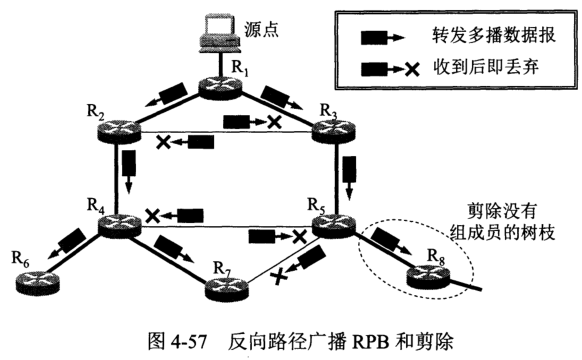 源点
转发多播数据报
收到后即丢弃
R1
R2
R3
R4
R5
剪除没有
组成员的树枝
R6
R7
R8
图 4-57 反向路径广播 RPB 和剪除